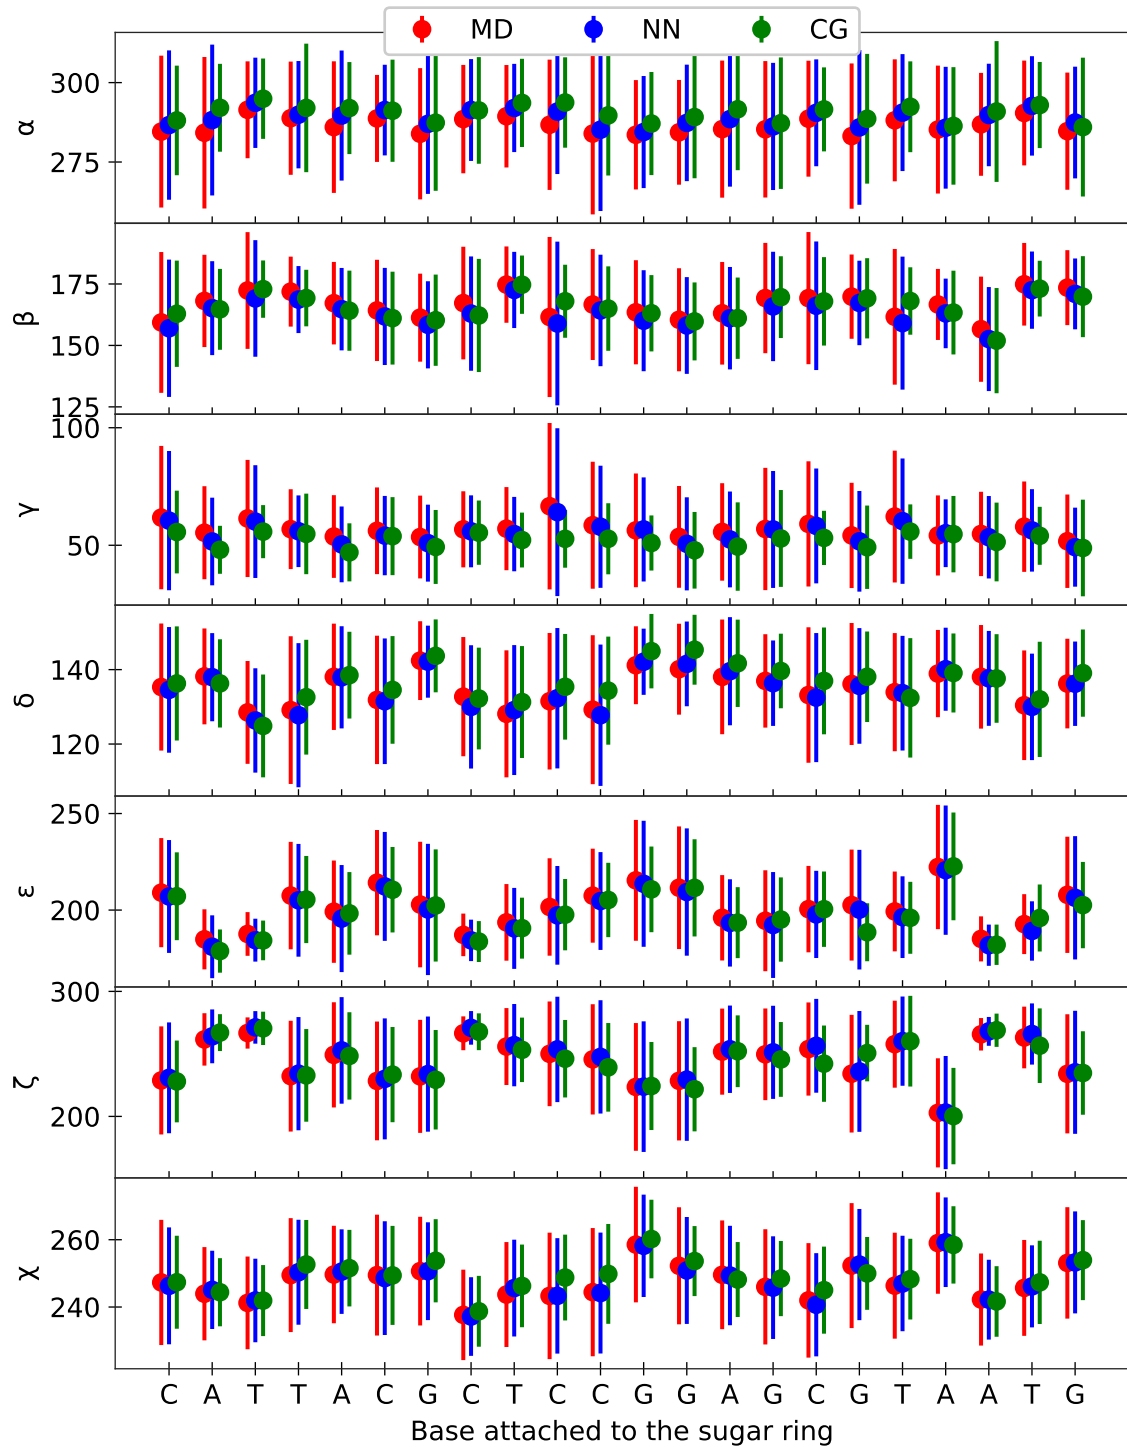 MD NN CG
300
α
275
175
β
150
125
100
γ
50
140
δ
120
250
ε
200
300
ζ
200
260
χ
240
C A T T A C G C T C C G G A G C G T A A T G
Base attached to the sugar ring